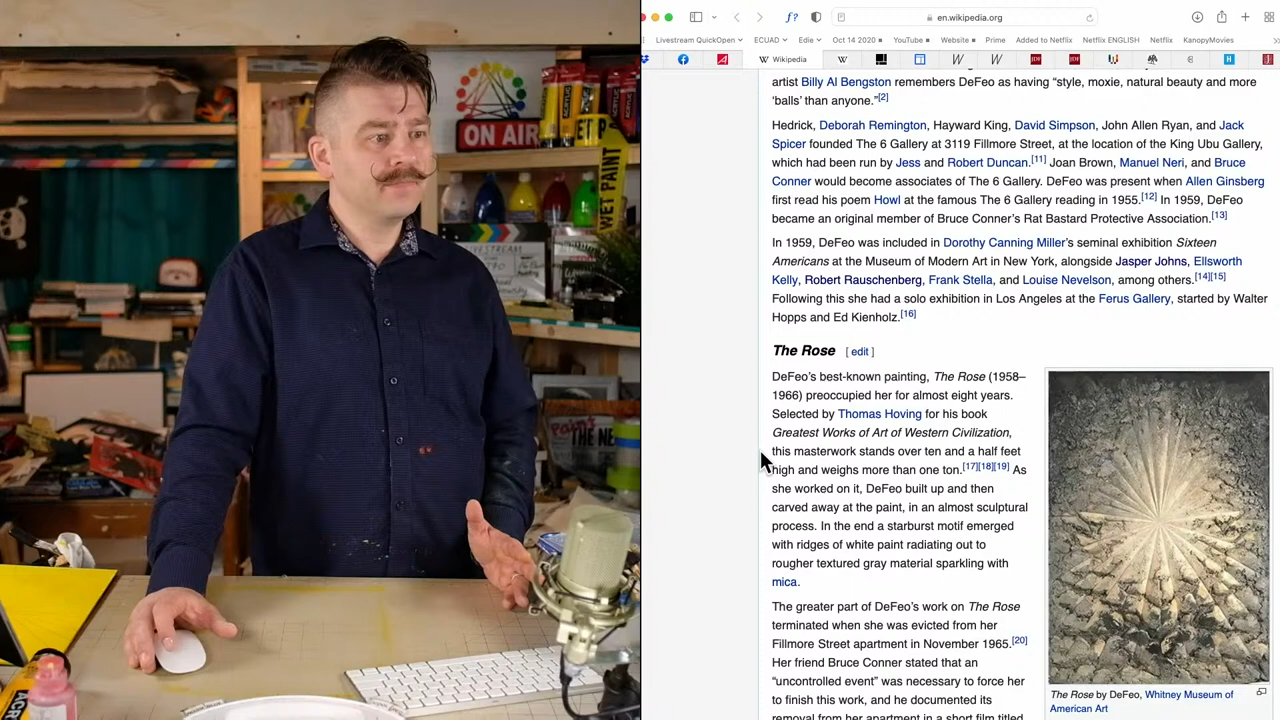 ON AIR
WET PAINT
LIVESTREAM
ACRYLIC
en.wikipedia.org
Livestream QuickOpen
ECUAD
Edie
Oct 14 2020
YouTube
Website
Prime
Added to Netflix
Netflix ENGLISH
Netflix
KanopyMovies
Wikipedia
artist Billy Al Bengston remembers DeFeo as having "style, moxie, natural beauty and more
'balls' than anyone."[2]
Hedrick, Deborah Remington, Hayward King, David Simpson, John Allen Ryan, and Jack
Spicer founded The 6 Gallery at 3119 Fillmore Street, at the location of the King Ubu Gallery,
which had been run by Jess and Robert Duncan.[11] Joan Brown, Manuel Neri, and Bruce
Conner would become associates of The 6 Gallery. DeFeo was present when Allen Ginsberg
first read his poem Howl at the famous The 6 Gallery reading in 1955.[12] In 1959, DeFeo
became an original member of Bruce Conner's Rat Bastard Protective Association.[13]
In 1959, DeFeo was included in Dorothy Canning Miller's seminal exhibition Sixteen
Americans at the Museum of Modern Art in New York, alongside Jasper Johns, Ellsworth
Kelly, Robert Rauschenberg, Frank Stella, and Louise Nevelson, among others.[14][15]
Following this she had a solo exhibition in Los Angeles at the Ferus Gallery, started by Walter
Hopps and Ed Kienholz.[16]
The Rose [ edit ]
DeFeo's best-known painting, The Rose (1958–
1966) preoccupied her for almost eight years.
Selected by Thomas Hoving for his book
Greatest Works of Art of Western Civilization,
this masterwork stands over ten and a half feet
high and weighs more than one ton.[17][18][19] As
she worked on it, DeFeo built up and then
carved away at the paint, in an almost sculptural
process. In the end a starburst motif emerged
with ridges of white paint radiating out to
rougher textured gray material sparkling with
mica.
The greater part of DeFeo's work on The Rose
terminated when she was evicted from her
Fillmore Street apartment in November 1965.[20]
Her friend Bruce Conner stated that an
"uncontrolled event" was necessary to force her
to finish this work, and he documented its
removal from her apartment in a short film titled
The Rose by DeFeo, Whitney Museum of
American Art